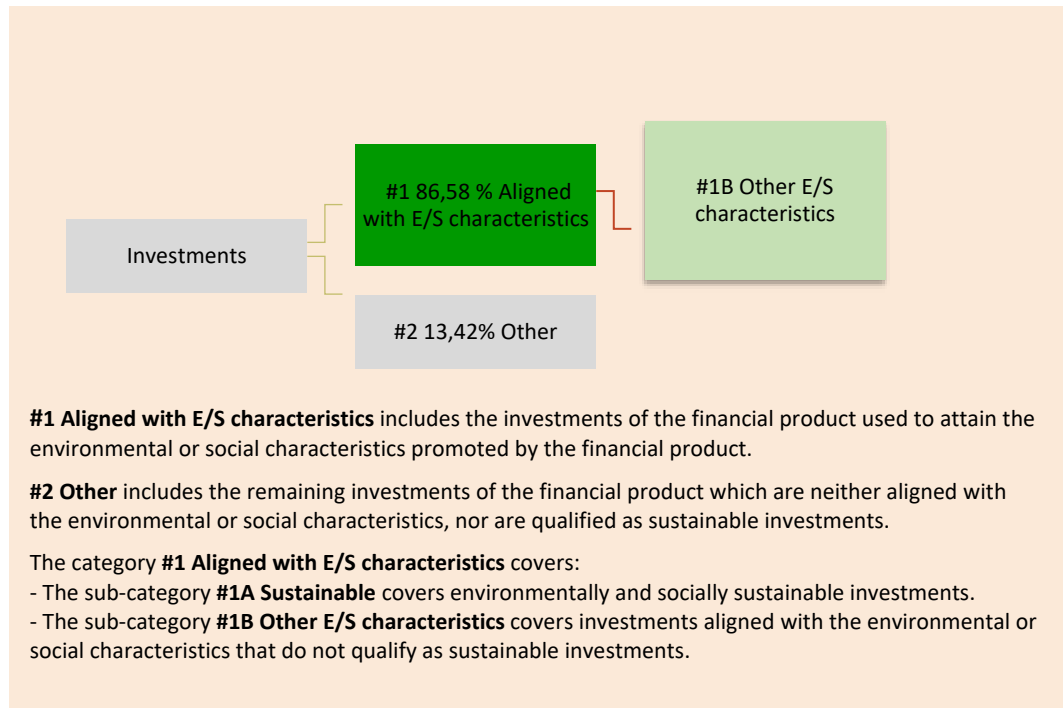 #1 86,58 % Aligned
with E/S characteristics
#1B Other E/S
characteristics
Investments
#2 13,42% Other
#1 Aligned with E/S characteristics includes the investments of the financial product used to attain the
environmental or social characteristics promoted by the financial product.
#2 Other includes the remaining investments of the financial product which are neither aligned with
the environmental or social characteristics, nor are qualified as sustainable investments.
The category #1 Aligned with E/S characteristics covers:
- The sub-category #1A Sustainable covers environmentally and socially sustainable investments.
- The sub-category #1B Other E/S characteristics covers investments aligned with the environmental or
social characteristics that do not qualify as sustainable investments.